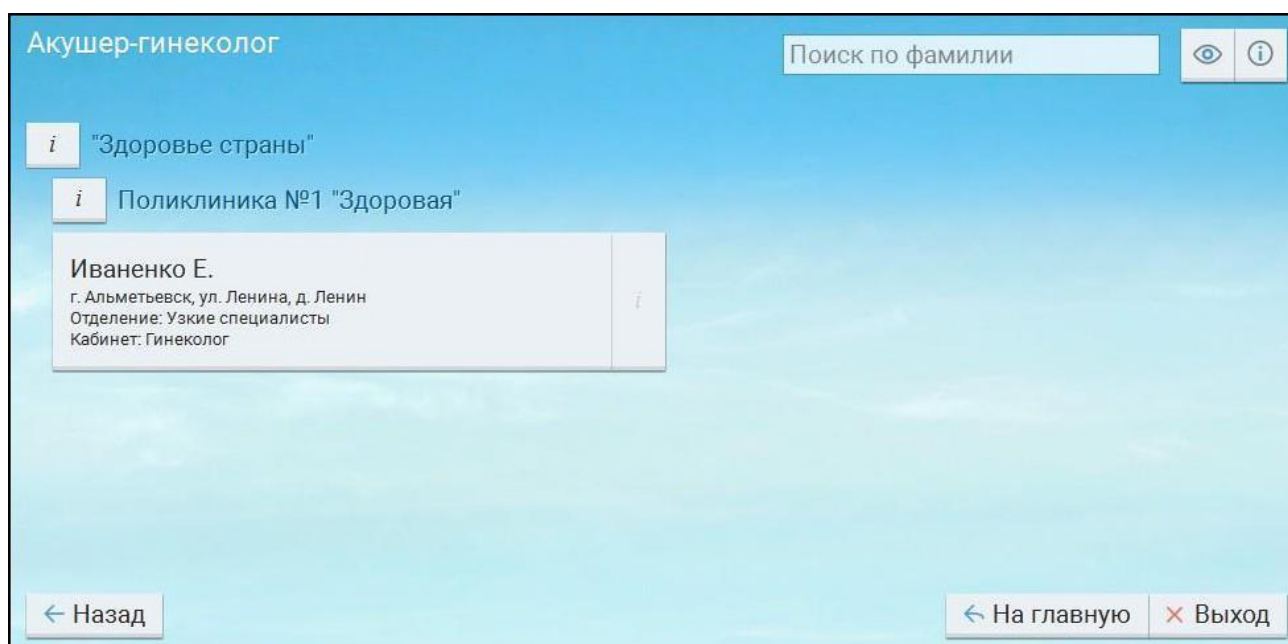 Акушер-гинеколог
Поиск по фамилии
i "Здоровье страны"
i Поликлиника №1 "Здоровая"
Иваненко Е.
г. Альметьевск, ул. Ленина, д. Ленин
Отделение: Узкие специалисты
Кабинет: Гинеколог
i
Назад
На главную
Выход